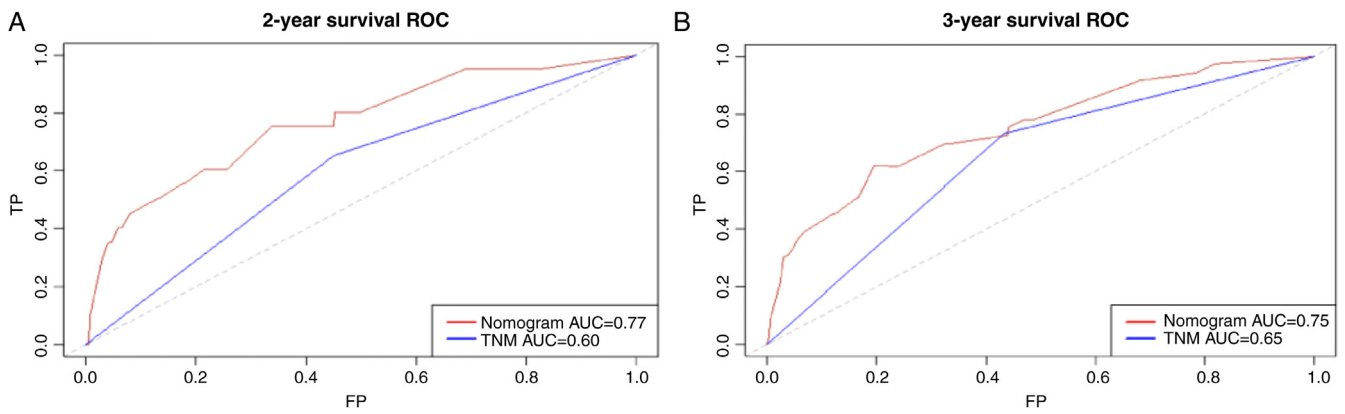 A
2-year survival ROC
TP
1.0
0.8
0.6
0.4
0.2
0.0
Nomogram AUC=0.77
TNM AUC=0.60
0.0 0.2 0.4 0.6 0.8 1.0
FP
B
3-year survival ROC
TP
1.0
0.8
0.6
0.4
0.2
0.0
Nomogram AUC=0.75
TNM AUC=0.65
0.0 0.2 0.4 0.6 0.8 1.0
FP